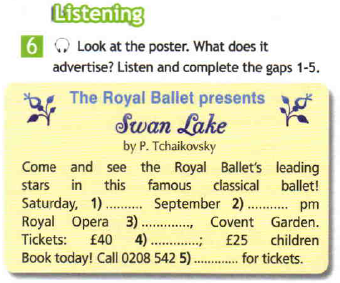 Listening
6 Look at the poster. What does it
advertise? Listen and complete the gaps 1-5.
The Royal Ballet presents
Swan Lake
by P. Tchaikovsky
Come and see the Royal Ballet's leading
stars in this famous classical ballet!
Saturday, 1) .......... September 2) ........... pm
Royal Opera 3) ............., Covent Garden.
Tickets: £40 4) .............; £25 children
Book today! Call 0208 542 5) ............. for tickets.